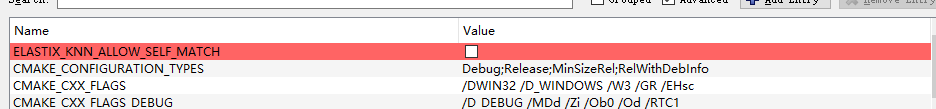 Search:
Grouped
Advanced
Add Entry
Remove Entry
Name Value
ELASTIX_KNN_ALLOW_SELF_MATCH
CMAKE_CONFIGURATION_TYPES Debug;Release;MinSizeRel;RelWithDebInfo
CMAKE_CXX_FLAGS /DWIN32 /D_WINDOWS /W3 /GR /EHsc
CMAKE_CXX_FLAGS_DEBUG /D_DEBUG /MDd /Zi /Ob0 /Od /RTC1